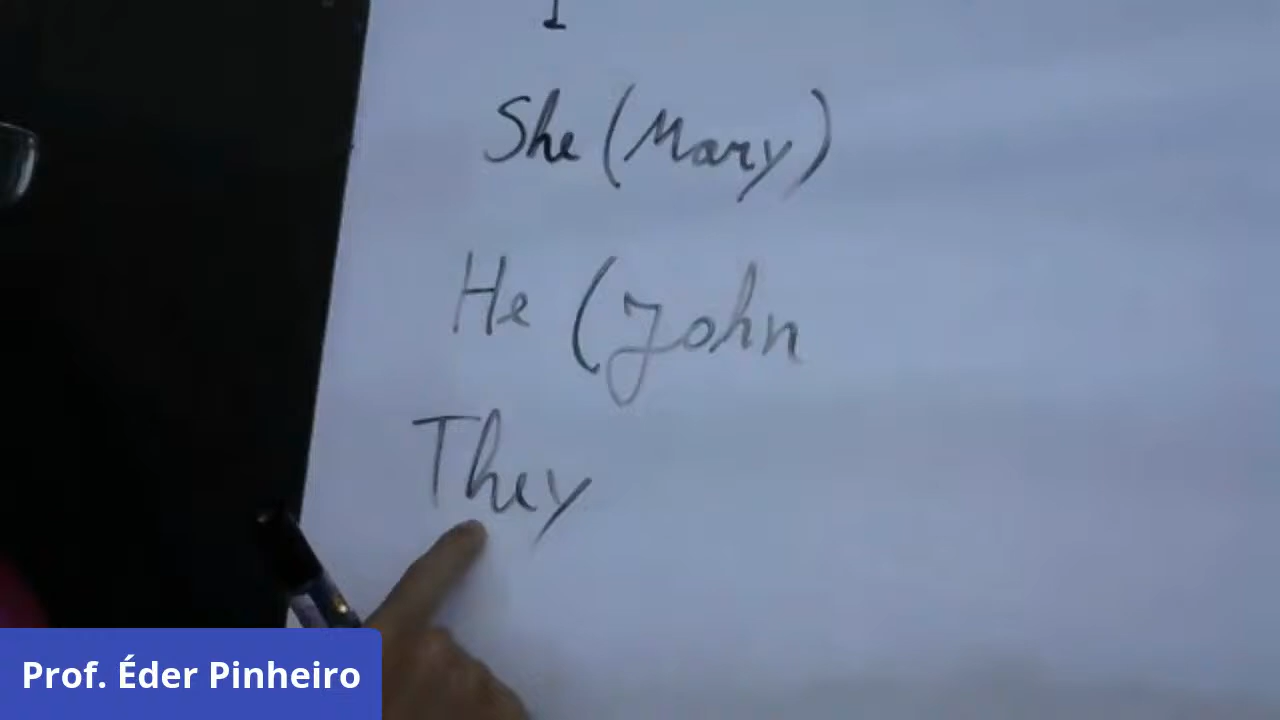 I
She (Mary)
He (John
They
Prof. Éder Pinheiro